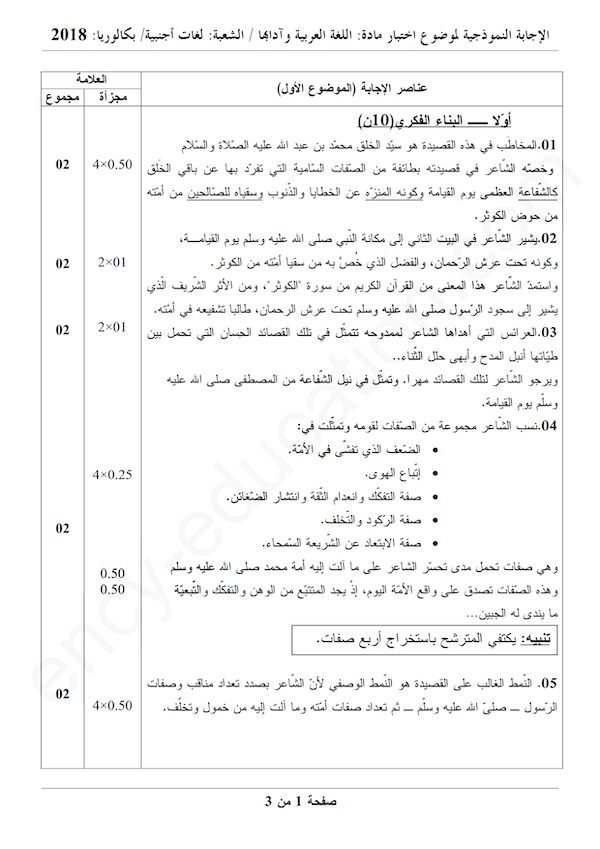 الإجابة النموذجية لموضوع اختبار مادة: اللغة العربية وآدابها / الشعبة: لغات أجنبية/ بكالوريا: 2018
العلامة
عناصر الإجابة (الموضوع الأول)
مجموع
مجزأة
أوّلا ــــ البناء الفكري(10ن)
01.المخاطَب في هذه القصيدة هو سيّد الخلق محمّد بن عبد الله عليه الصّلاة والسّلام
02
4×0.50
وخصّه الشّاعر في قصيدته بطائفة من الصّفات السّامية التي تفرّد بها عن باقي الخَلق
كالشّفاعة العظمى يوم القيامة وكونه المنزّه عن الخطايا والذّنوب وسقياه للصّالحين من أمّته
من حوض الكوثر.
02.يشير الشّاعر في البيت الثاني إلى مكانة النّبي صلى الله عليه وسلم يوم القيامـــة،
02
2×01
وكونه تحت عرش الرّحمان، والفضل الذي خُصَّ به من سقيا أمّته من الكوثر.
واستمدّ الشّاعر هذا المعنى من القرآن الكريم من سورة "الكوثر"، ومن الأثر الشّريف الّذي
يشير إلى سجود الرّسول صلى الله عليه وسلم تحت عرش الرحمان، طالبا تشفيعه في أمّته.
02
2×01
03.العرائس التي أهداها الشاعر لممدوحه تتمثّل في تلك القصائد الحِسان التي تحمل بين
طيّاتها أنبل المدح وأبهى حلل الثّناء..
ويرجو الشّاعر لتلك القصائد مهرا. وتمثّل في نيل الشّفاعة من المصطفى صلى الله عليه
وسلّم يوم القيامة.
04.نسب الشّاعر مجموعة من الصّفات لقومه وتمثّلت في:
• الضّعف الذي تفشّى في الأمّة.
• إتّباع الهوى.
4×0.25
• صفة التفكّك وانعدام الثّقة وانتشار الضّغائن.
• صفة الرّكود والتّخلف.
02
• صفة الابتعاد عن الشّريعة السّمحاء.
وهي صفات تحمل مدى تحسّر الشاعر على ما آلت إليه أمة محمد صلى الله عليه وسلم
0.50
وهذه الصّفات تصدق على واقع الأمّة اليوم، إذْ يجد المتتبّع من الوهن والتفكّك والتّبعيّة
0.50
ما يندى له الجبين...
تنبيه: يكتفي المترشح باستخراج أربع صفات.
05. النّمط الغالب على القصيدة هو النّمط الوصفي لأنّ الشّاعر بصدد تعداد مناقب وصفات
02
4×0.50
الرّسول ــ صلىّ الله عليه وسلّم ــ ثم تعداد صفات أمّته وما آلت إليه من خمول وتخلّف.
صفحة 1 من 3
ency-education.com